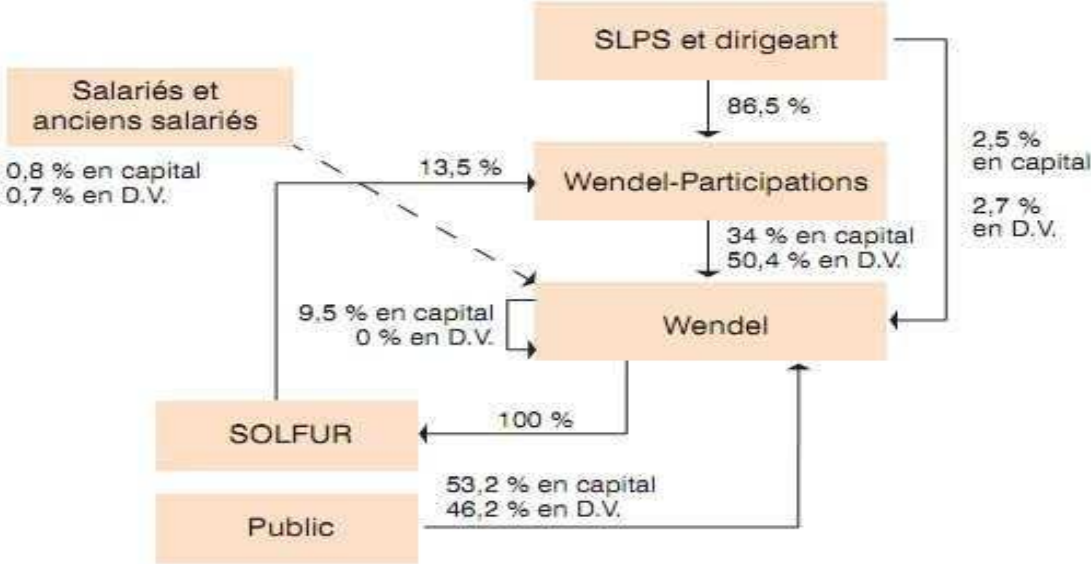 SLPS et dirigeant
Salariés et
anciens salariés
86,5 %
2,5 %
en capital
2,7 %
en D.V.
0,8 % en capital
0,7 % en D.V.
13,5 %
Wendel-Participations
34 % en capital
50,4 % en D.V.
9,5 % en capital
0 % en D.V.
Wendel
SOLFUR
100 %
53,2 % en capital
46,2 % en D.V.
Public